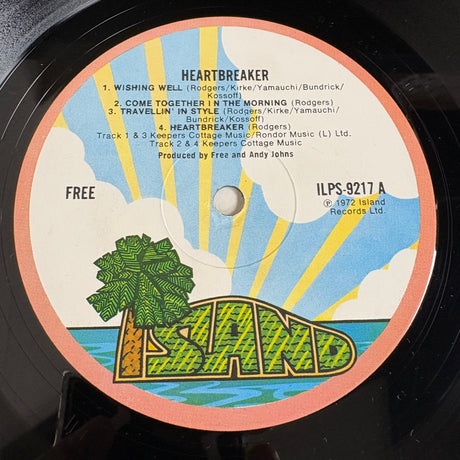 HEARTBREAKER
1. WISHING WELL (Rodgers/Kirke/Yamauchi/Bundrick/
Kossoff)
2. COME TOGETHER IN THE MORNING (Rodgers)
3. TRAVELLIN' IN STYLE (Rodgers/Kirke/Yamauchi/
Bundrick/Kossoff)
4. HEARTBREAKER (Rodgers)
Track 1 & 3 Keepers Cottage Music/Rondor Music (L) Ltd.
Track 2 & 4 Keepers Cottage Music
Produced by Free and Andy Johns
FREE
ILPS-9217 A
℗ 1972 Island
Records Ltd.
ISLAND